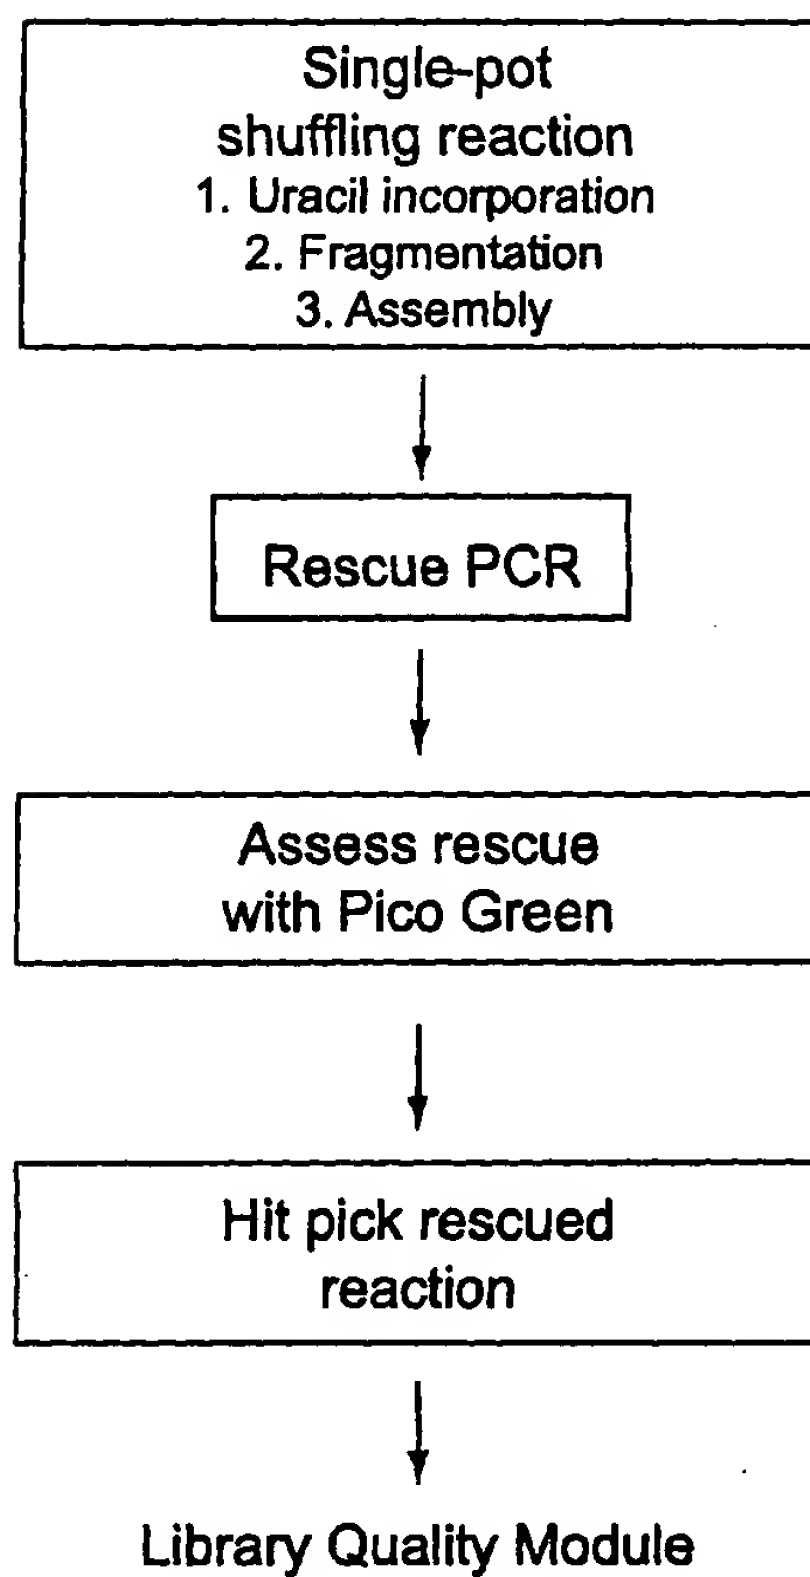 Single-pot
shuffling reaction
1. Uracil incorporation
2. Fragmentation
3. Assembly
Rescue PCR
Assess rescue
with Pico Green
Hit pick rescued
reaction
Library Quality Module